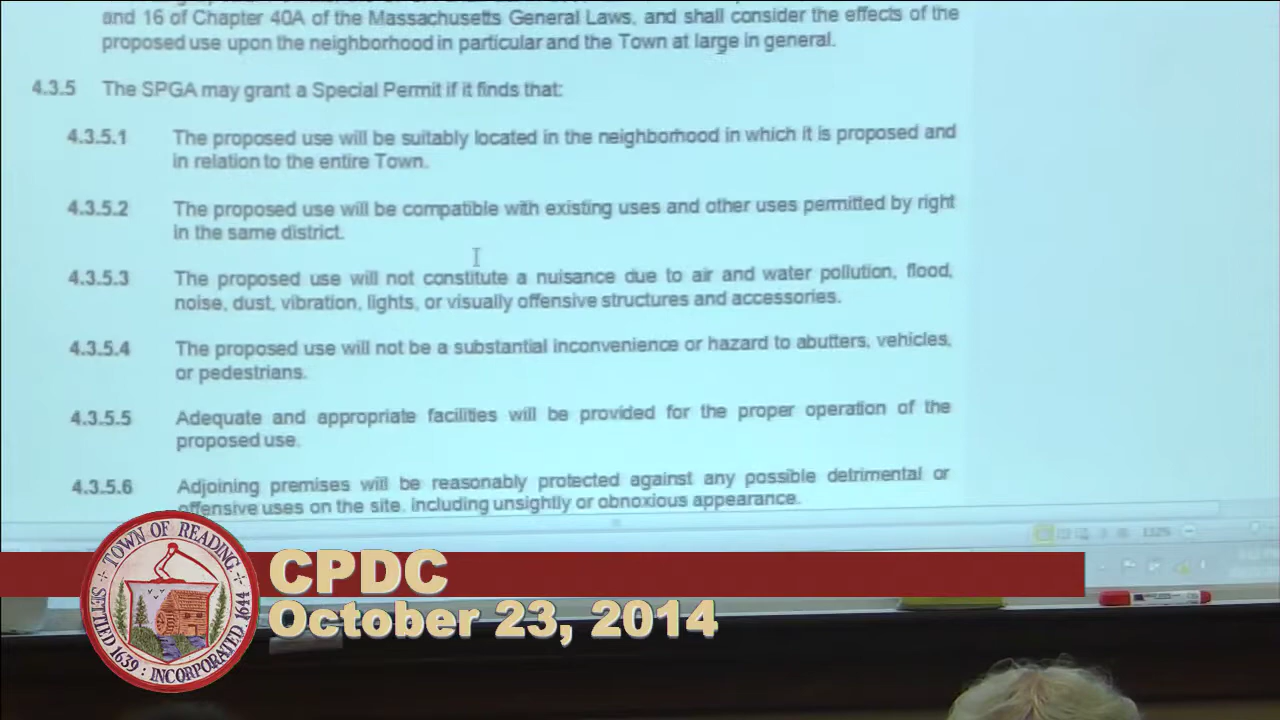 and 16 of Chapter 40A of the Massachusetts General Laws, and shall consider the effects of the
proposed use upon the neighborhood in particular and the Town at large in general.
4.3.5 The SPGA may grant a Special Permit if it finds that:
4.3.5.1 The proposed use will be suitably located in the neighborhood in which it is proposed and
in relation to the entire Town.
4.3.5.2 The proposed use will be compatible with existing uses and other uses permitted by right
in the same district.
4.3.5.3 The proposed use will not constitute a nuisance due to air and water pollution, flood,
noise, dust, vibration, lights, or visually offensive structures and accessories.
4.3.5.4 The proposed use will not be a substantial inconvenience or hazard to abutters, vehicles,
or pedestrians.
4.3.5.5 Adequate and appropriate facilities will be provided for the proper operation of the
proposed use.
4.3.5.6 Adjoining premises will be reasonably protected against any possible detrimental or
offensive uses on the site, including unsightly or obnoxious appearance.
132%
TOWN OF READING
SETTLED 1639 : INCORPORATED 1644
CPDC
October 23, 2014